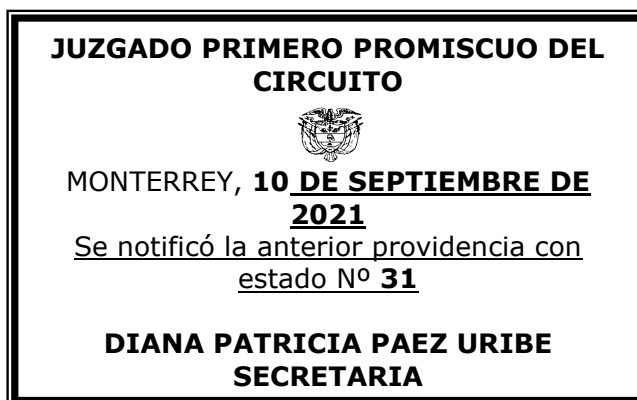 JUZGADO PRIMERO PROMISCUO DEL
CIRCUITO
MONTERREY, 10 DE SEPTIEMBRE DE
2021
Se notificó la anterior providencia con
estado Nº 31
DIANA PATRICIA PAEZ URIBE
SECRETARIA